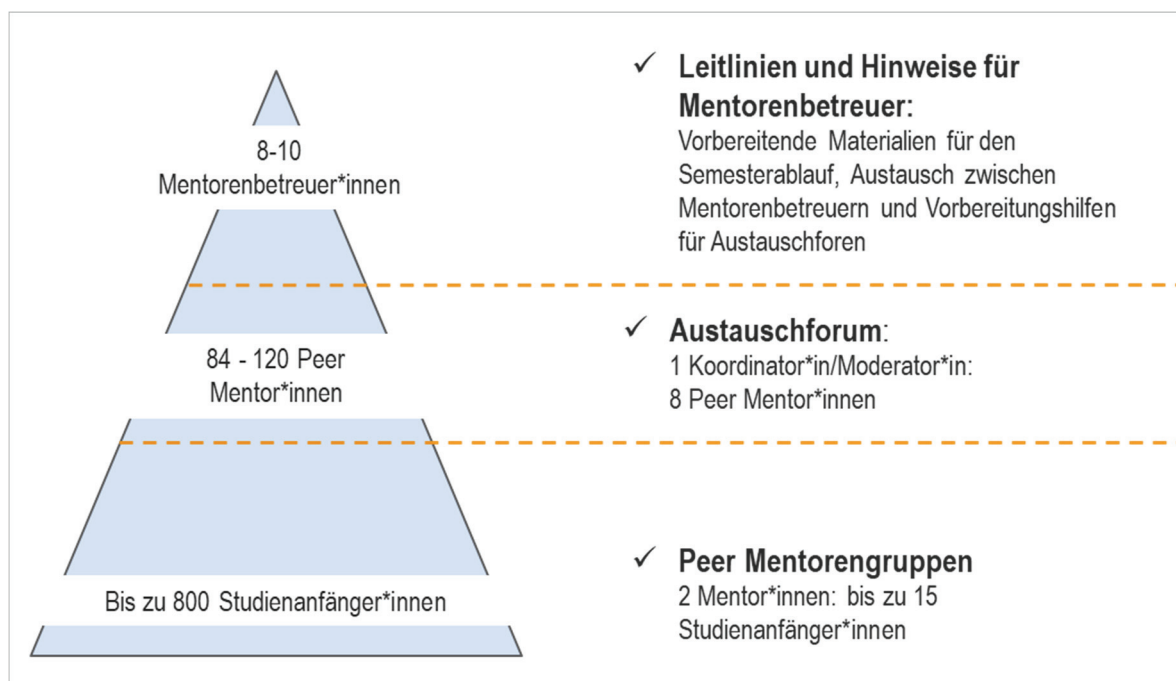 8-10
Mentorenbetreuer*innen
84 - 120 Peer
Mentor*innen
Bis zu 800 Studienanfänger*innen
✓ Leitlinien und Hinweise für
Mentorenbetreuer:
Vorbereitende Materialien für den
Semesterablauf, Austausch zwischen
Mentorenbetreuern und Vorbereitungshilfen
für Austauschforen
✓ Austauschforum:
1 Koordinator*in/Moderator*in:
8 Peer Mentor*innen
✓ Peer Mentorengruppen
2 Mentor*innen: bis zu 15
Studienanfänger*innen